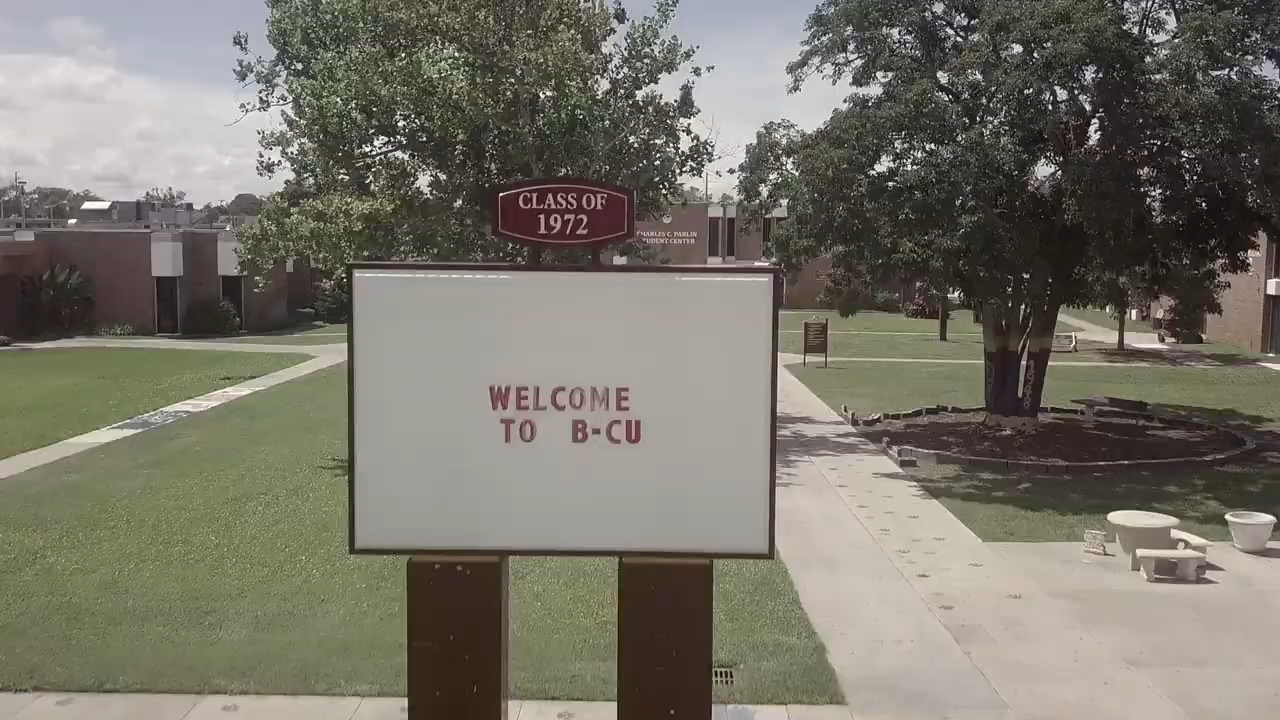 CLASS OF
1972
CHARLES C. PARLIN
STUDENT CENTER
WELCOME
TO B-CU